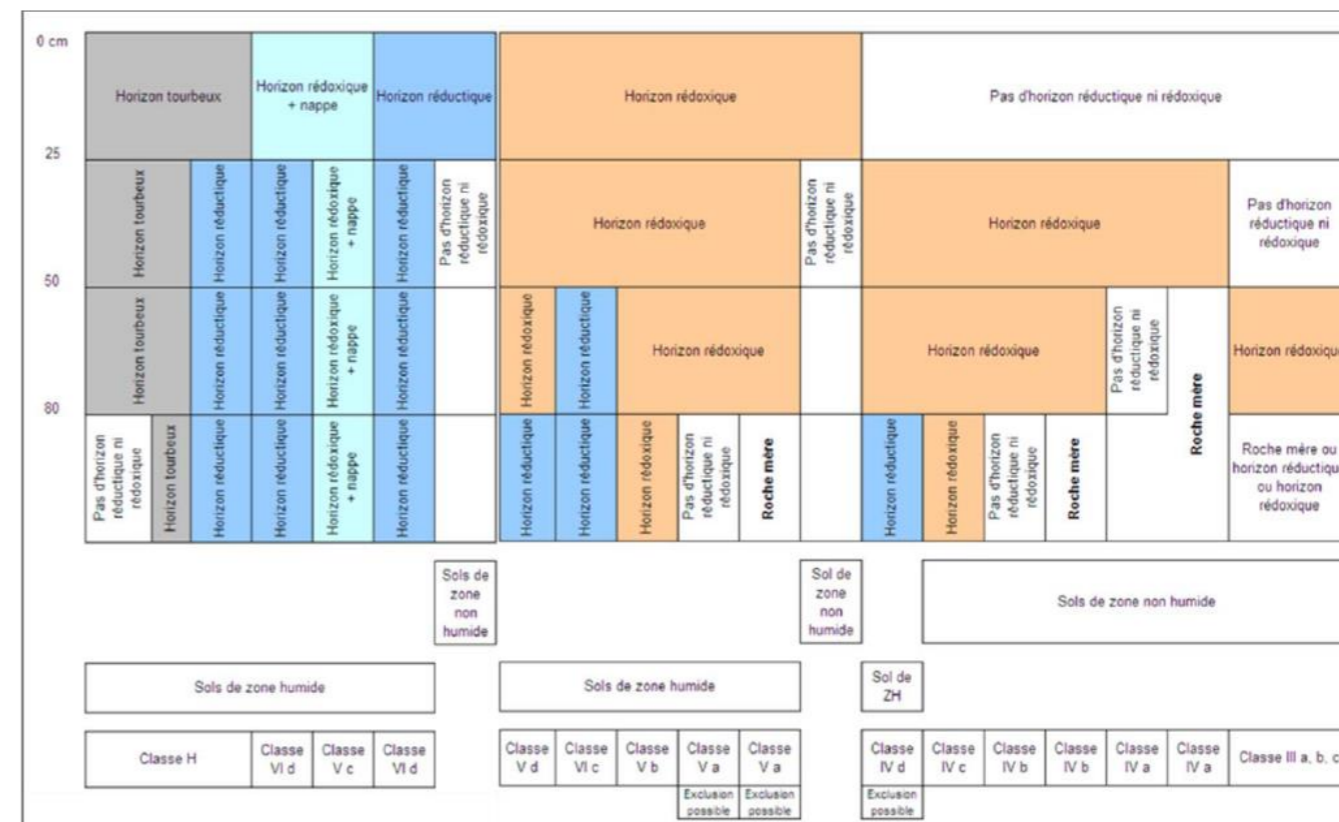 0 cm
Horizon tourbeux
Horizon rédoxique
+ nappe
Horizon réductique
Horizon rédoxique
Pas d'horizon réductique ni rédoxique
25
Horizon tourbeux
Horizon réductique
Horizon réductique
Horizon rédoxique
+ nappe
Horizon réductique
Pas d'horizon
réductique ni
rédoxique
Horizon rédoxique
Pas d'horizon
réductique ni
rédoxique
Horizon rédoxique
Pas d'horizon
réductique ni
rédoxique
50
Horizon tourbeux
Horizon réductique
Horizon réductique
Horizon rédoxique
+ nappe
Horizon réductique
Horizon rédoxique
Horizon réductique
Horizon rédoxique
Horizon rédoxique
Pas d'horizon
réductique ni
rédoxique
Roche mère
Horizon rédoxique
80
Pas d'horizon
réductique ni
rédoxique
Horizon tourbeux
Horizon réductique
Horizon réductique
Horizon rédoxique
+ nappe
Horizon réductique
Horizon réductique
Horizon réductique
Horizon rédoxique
Pas d'horizon
réductique ni
rédoxique
Roche mère
Horizon réductique
Horizon rédoxique
Pas d'horizon
réductique ni
rédoxique
Roche mère
Roche mère ou
horizon réductique
ou horizon
rédoxique
Sols de
zone
non
humide
Sol de
zone
non
humide
Sols de zone non humide
Sols de zone humide
Sols de zone humide
Sol de
ZH
Classe H
Classe
VI d
Classe
V c
Classe
VI d
Classe
V d
Classe
VI c
Classe
V b
Classe
V a
Classe
V a
Classe
IV d
Classe
IV c
Classe
IV b
Classe
IV b
Classe
IV a
Classe
IV a
Classe III a, b, c
Exclusion
possible
Exclusion
possible
Exclusion
possible